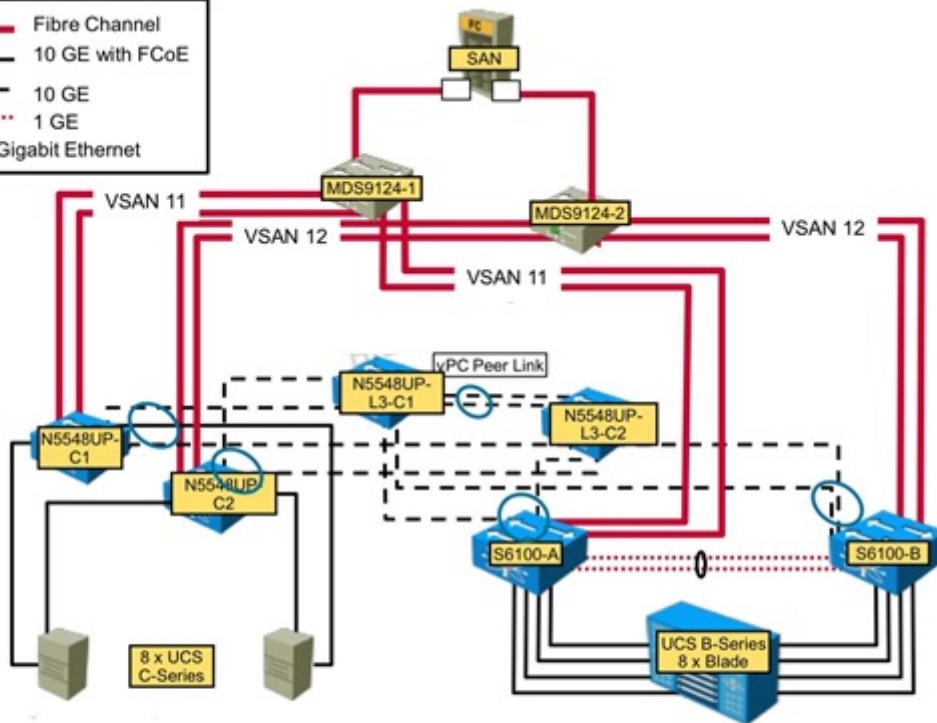 Fibre Channel
10 GE with FCoE
10 GE
1 GE
Gigabit Ethernet
FC
SAN
MDS9124-1
MDS9124-2
VSAN 11
VSAN 12
VSAN 12
VSAN 11
vPC Peer Link
N5548UP-
L3-C1
N5548UP-
L3-C2
N5548UP-
C1
N5548UP
C2
S6100-A
S6100-B
8 x UCS
C-Series
UCS B-Series
8 x Blade